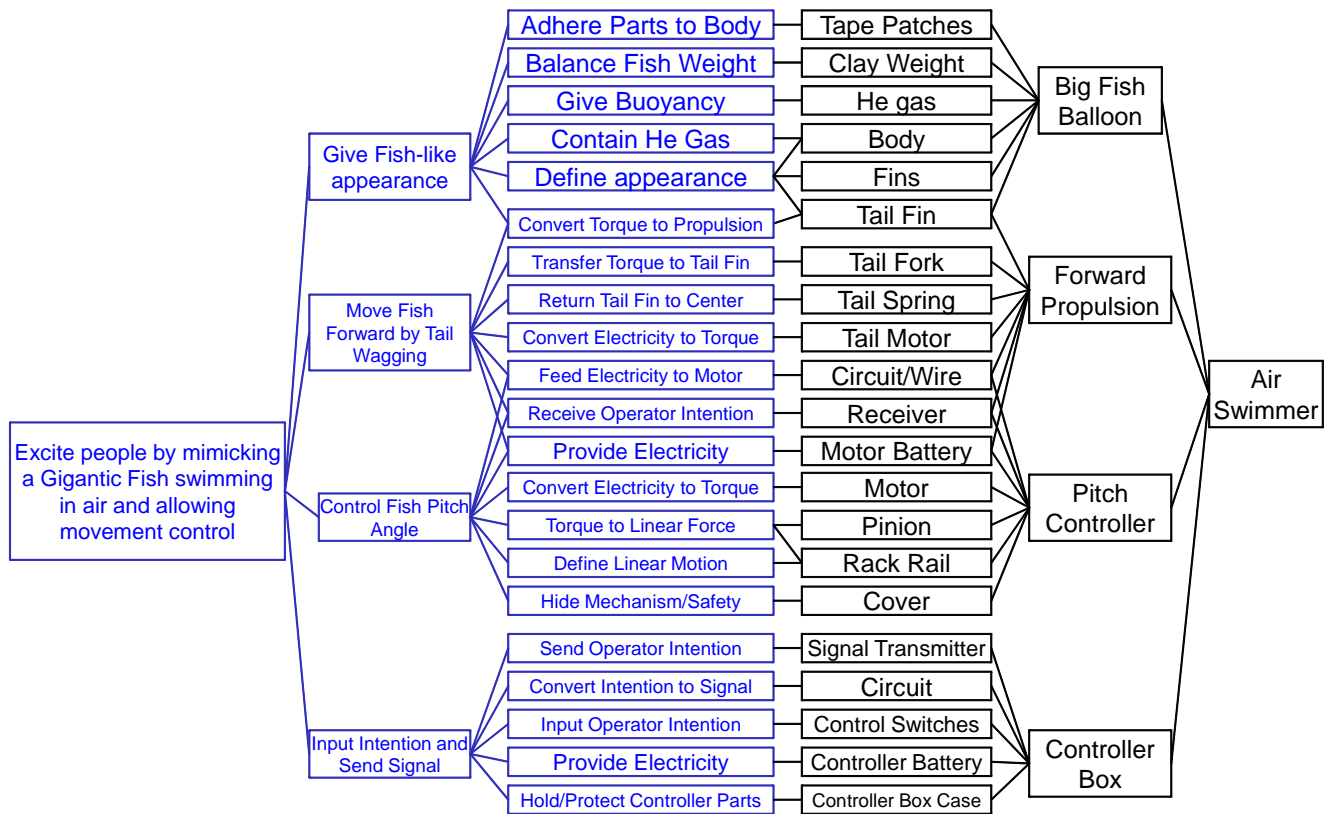 Excite people by mimicking
a Gigantic Fish swimming
in air and allowing
movement control
Give Fish-like
appearance
Move Fish
Forward by Tail
Wagging
Control Fish Pitch
Angle
Input Intention and
Send Signal
Adhere Parts to Body
Balance Fish Weight
Give Buoyancy
Contain He Gas
Define appearance
Convert Torque to Propulsion
Transfer Torque to Tail Fin
Return Tail Fin to Center
Convert Electricity to Torque
Feed Electricity to Motor
Receive Operator Intention
Provide Electricity
Convert Electricity to Torque
Torque to Linear Force
Define Linear Motion
Hide Mechanism/Safety
Send Operator Intention
Convert Intention to Signal
Input Operator Intention
Provide Electricity
Hold/Protect Controller Parts
Tape Patches
Clay Weight
He gas
Body
Fins
Tail Fin
Tail Fork
Tail Spring
Tail Motor
Circuit/Wire
Receiver
Motor Battery
Motor
Pinion
Rack Rail
Cover
Signal Transmitter
Circuit
Control Switches
Controller Battery
Controller Box Case
Big Fish
Balloon
Forward
Propulsion
Pitch
Controller
Controller
Box
Air
Swimmer